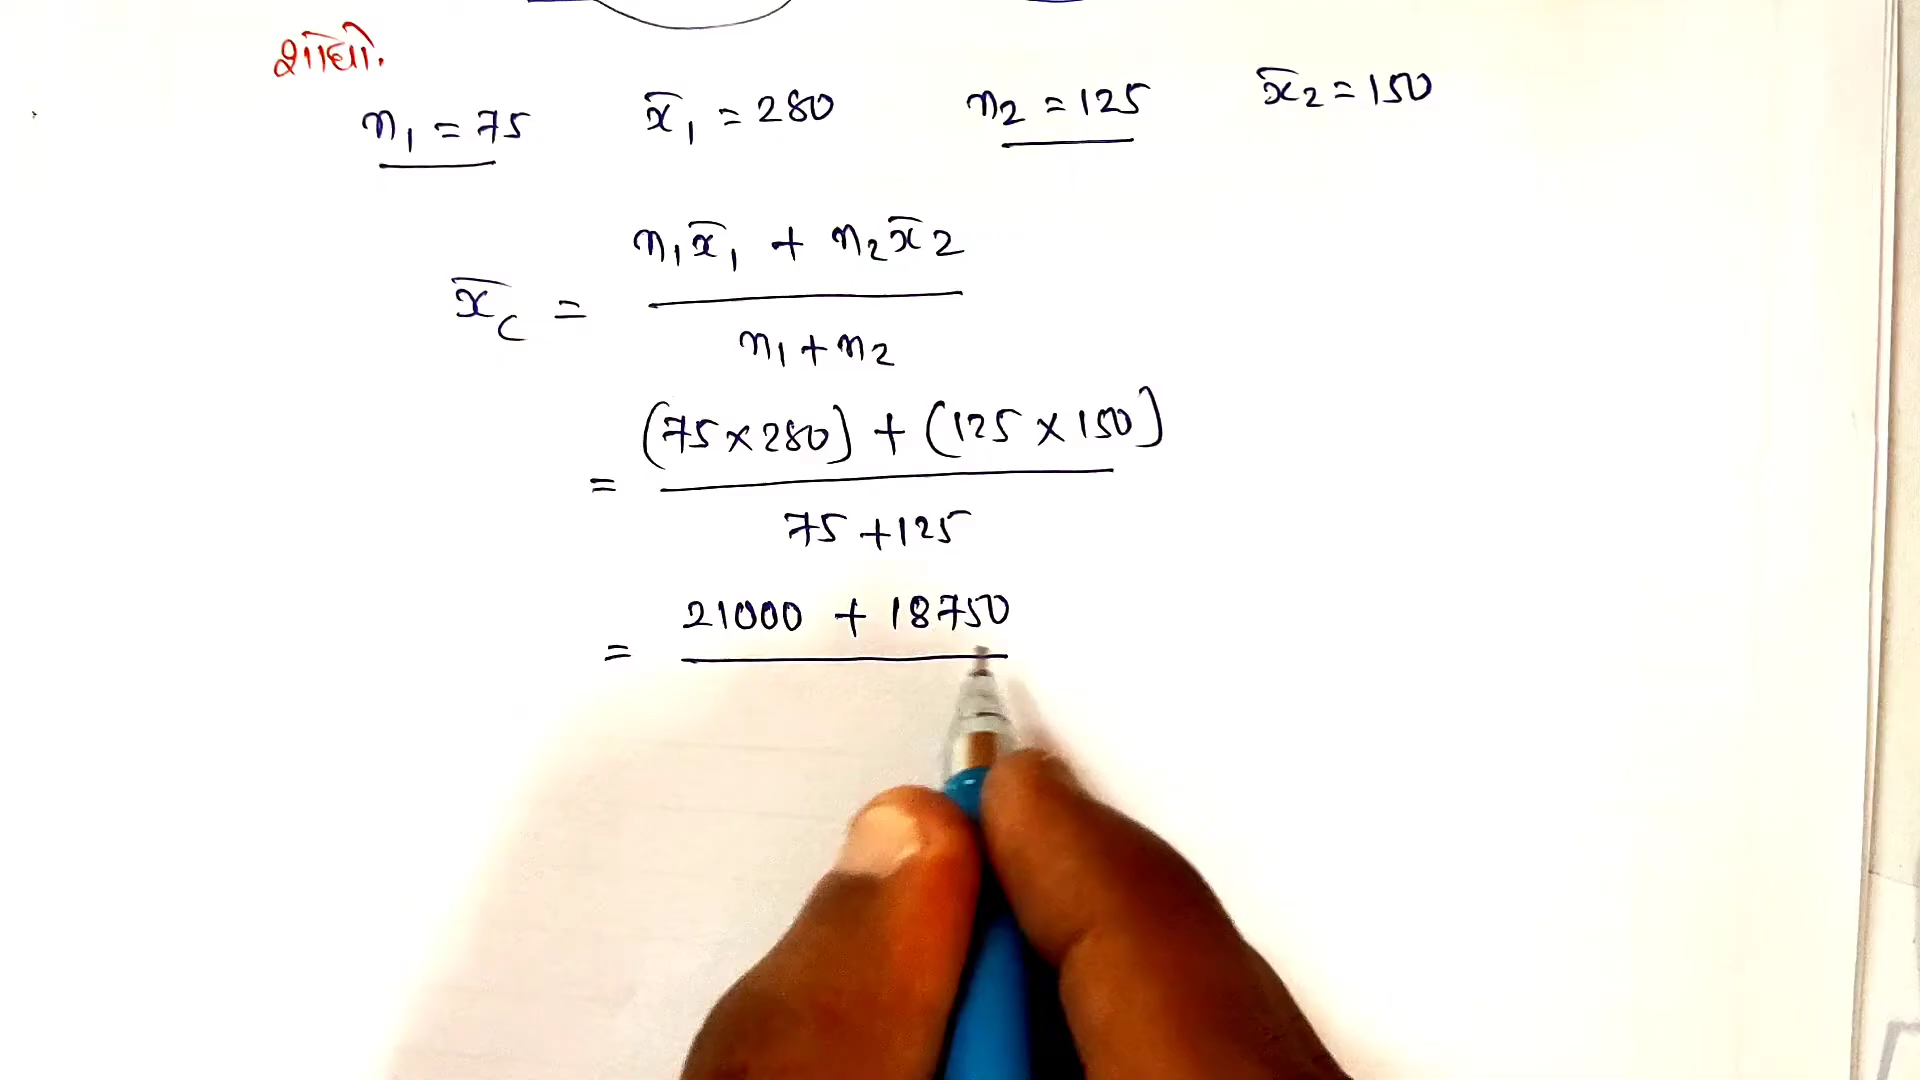 શોધો.
n₁ = 75 x̄₁ = 280 n₂ = 125 x̄₂ = 150
n₁x̄₁ + n₂x̄₂
x̄c =
n₁ + n₂
(75 × 280) + (125 × 150)
=
75 + 125
21000 + 18750
=